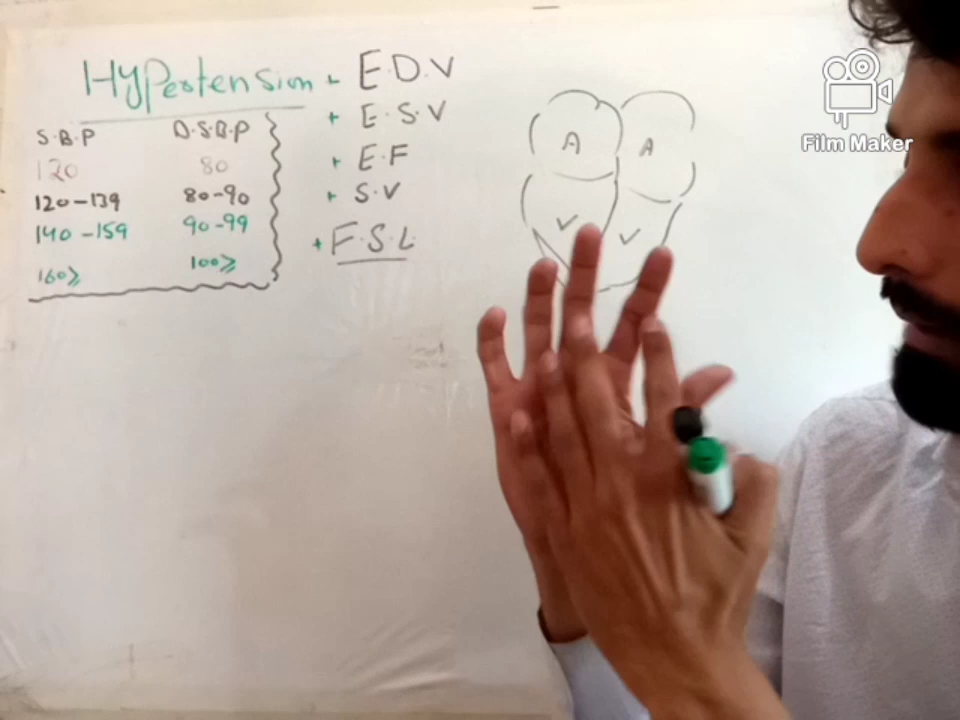 Hypertension
S.B.P D.S.B.P
120 80
120-139 80-90
140-159 90-99
160≥ 100≥
+ E.D.V
+ E.S.V
+ E.F
+ S.V
+ F.S.L
A A
V V
Film Maker